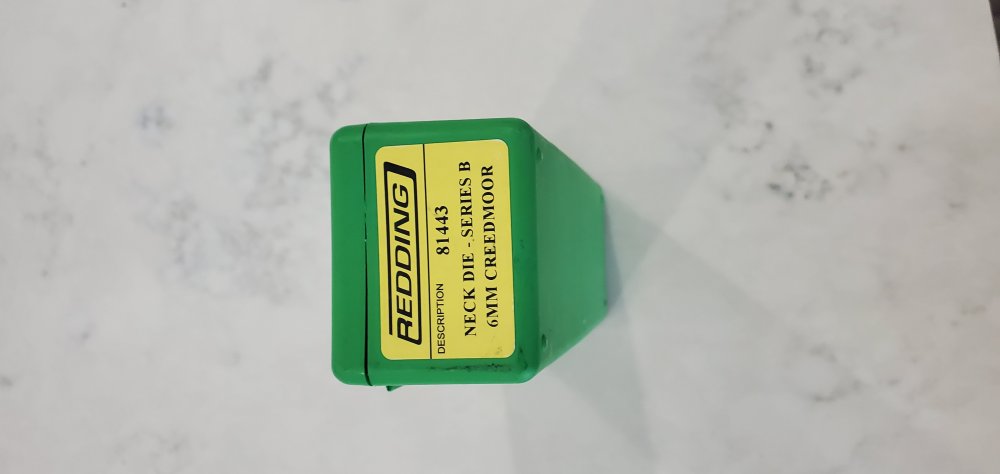 REDDING
DESCRIPTION 81443
NECK DIE - SERIES B
6MM CREEDMOOR